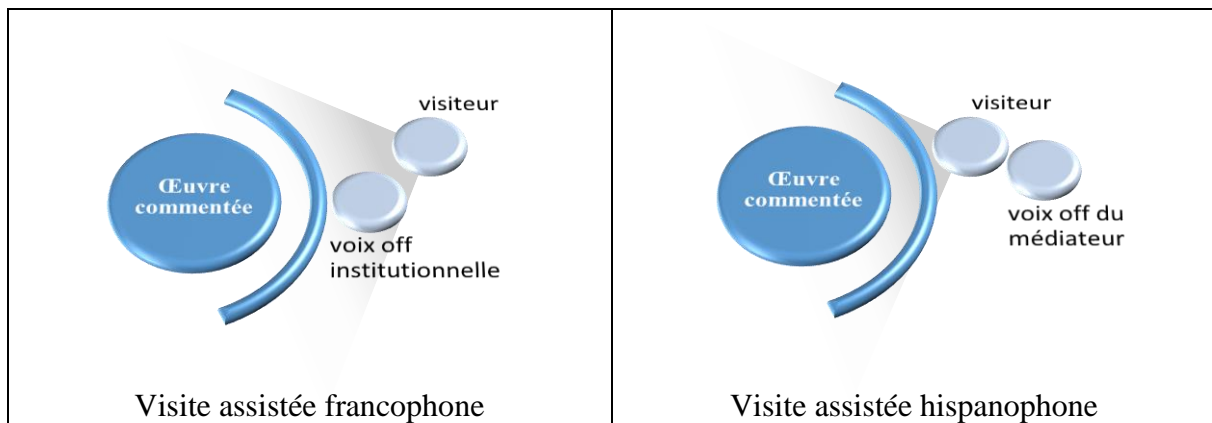 visiteur
Œuvre
commentée
voix off
institutionnelle
Visite assistée francophone
visiteur
Œuvre
commentée
voix off du
médiateur
Visite assistée hispanophone